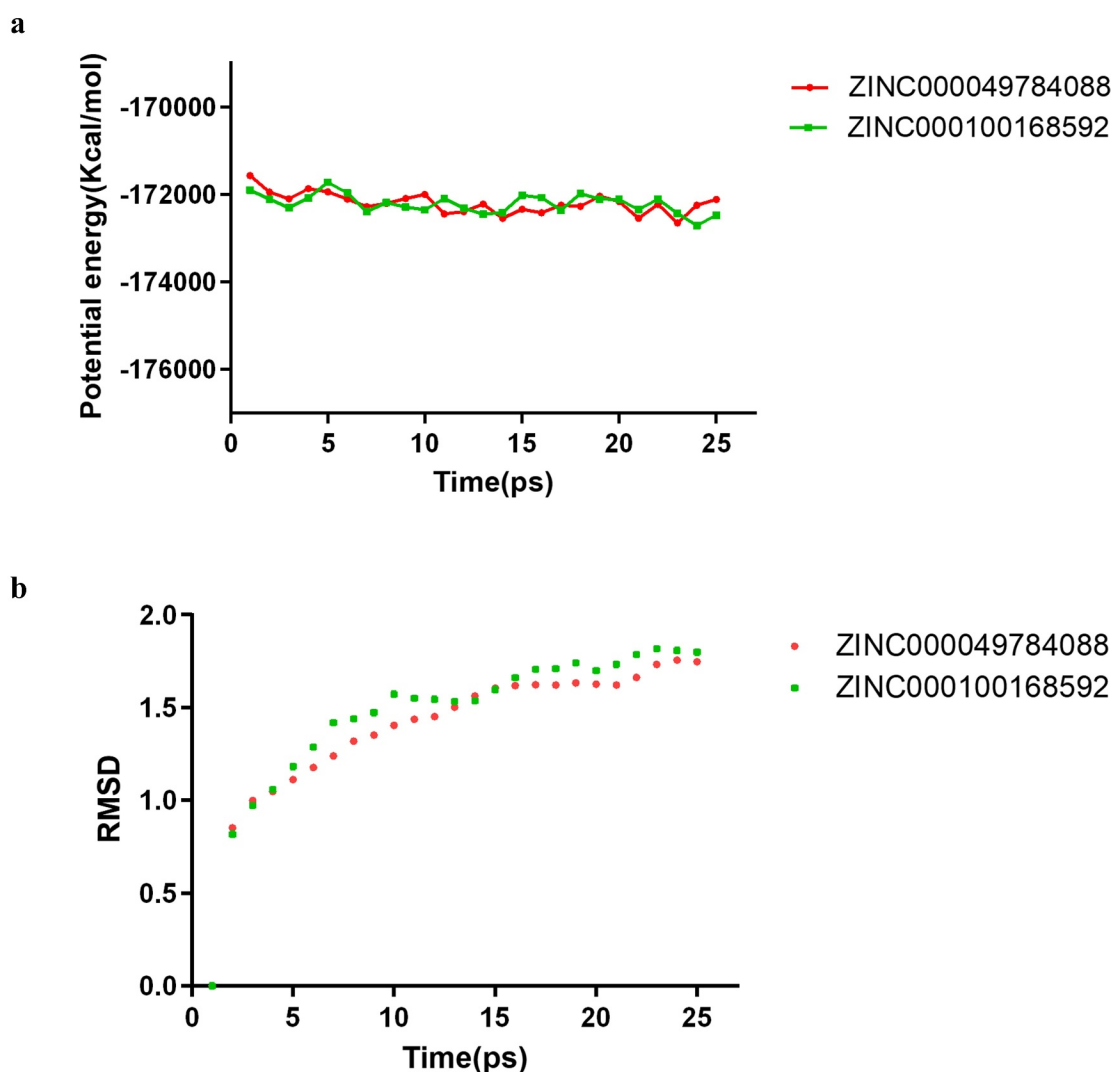 a
Potential energy(Kcal/mol)
-170000
-172000
-174000
-176000
0 5 10 15 20 25
Time(ps)
ZINC000049784088
ZINC000100168592
b
RMSD
2.0
1.5
1.0
0.5
0.0
0 5 10 15 20 25
Time(ps)
ZINC000049784088
ZINC000100168592